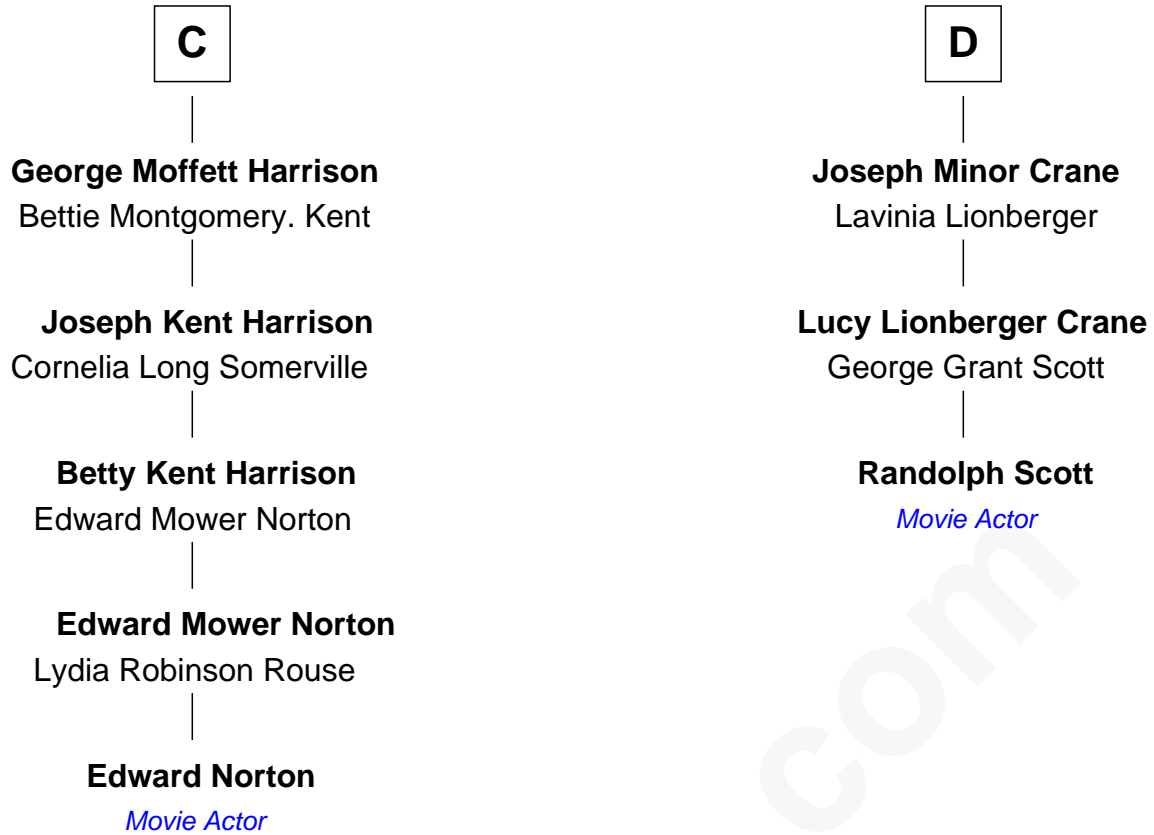 C
George Moffett Harrison
Bettie Montgomery. Kent
Joseph Kent Harrison
Cornelia Long Somerville
Betty Kent Harrison
Edward Mower Norton
Edward Mower Norton
Lydia Robinson Rouse
Edward Norton
Movie Actor
D
Joseph Minor Crane
Lavinia Lionberger
Lucy Lionberger Crane
George Grant Scott
Randolph Scott
Movie Actor
com